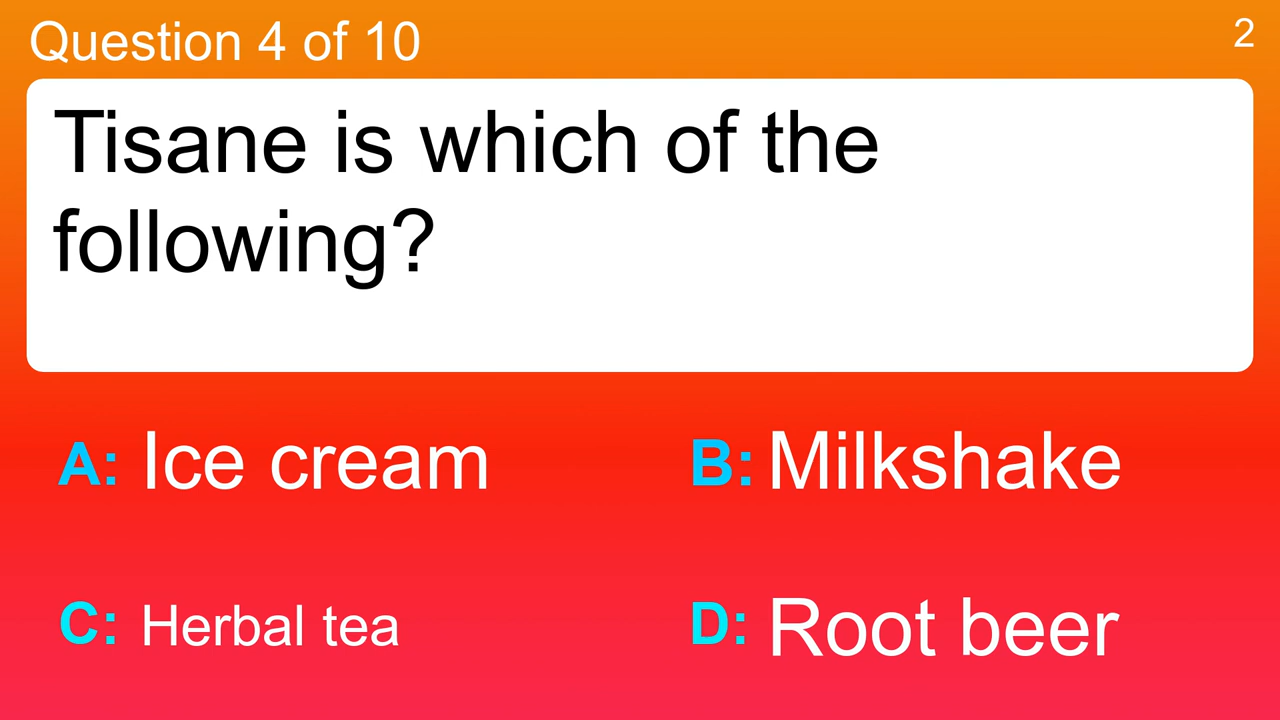 Question 4 of 10
2
Tisane is which of the
following?
A: Ice cream
B: Milkshake
C: Herbal tea
D: Root beer